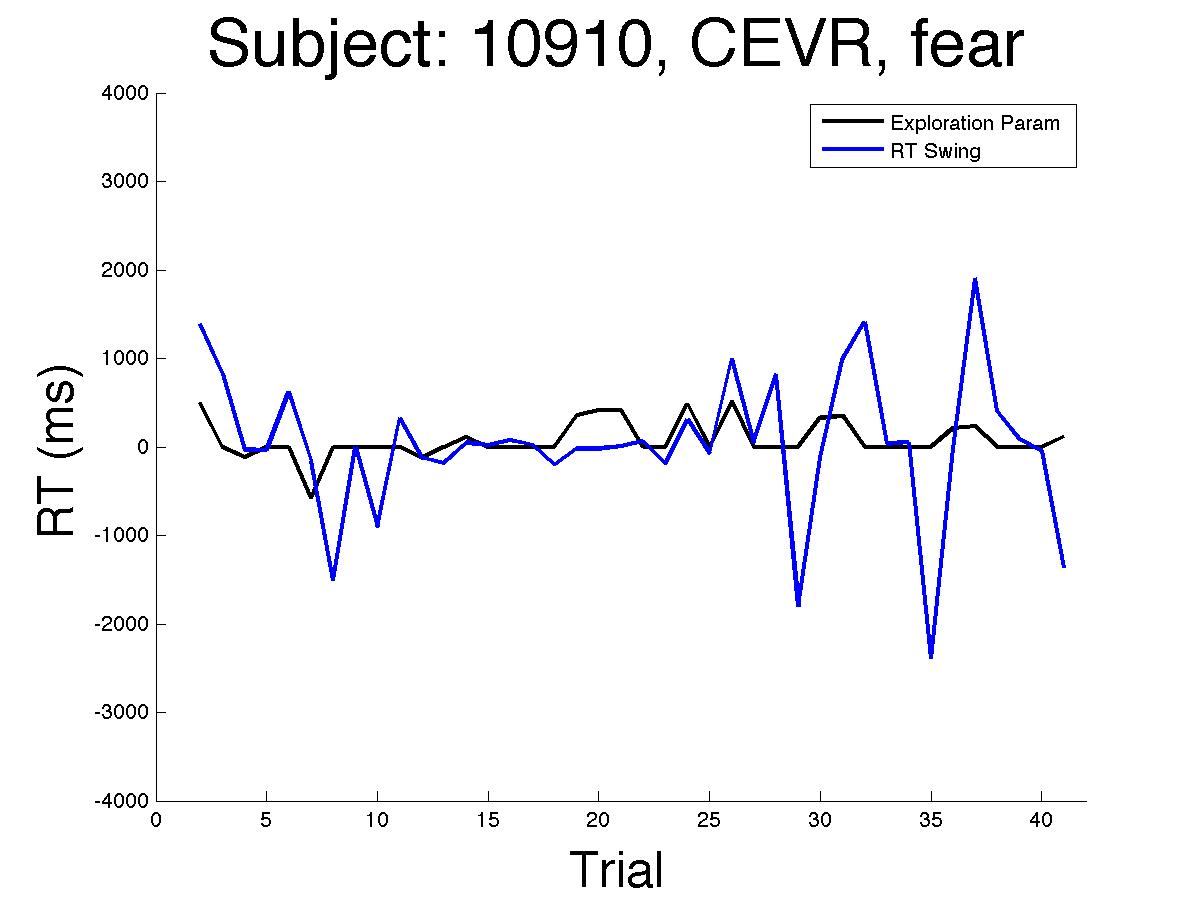 Subject: 10910, CEVR, fear
4000
3000
2000
1000
0
-1000
-2000
-3000
-4000
RT (ms)
Exploration Param
RT Swing
0 5 10 15 20 25 30 35 40
Trial